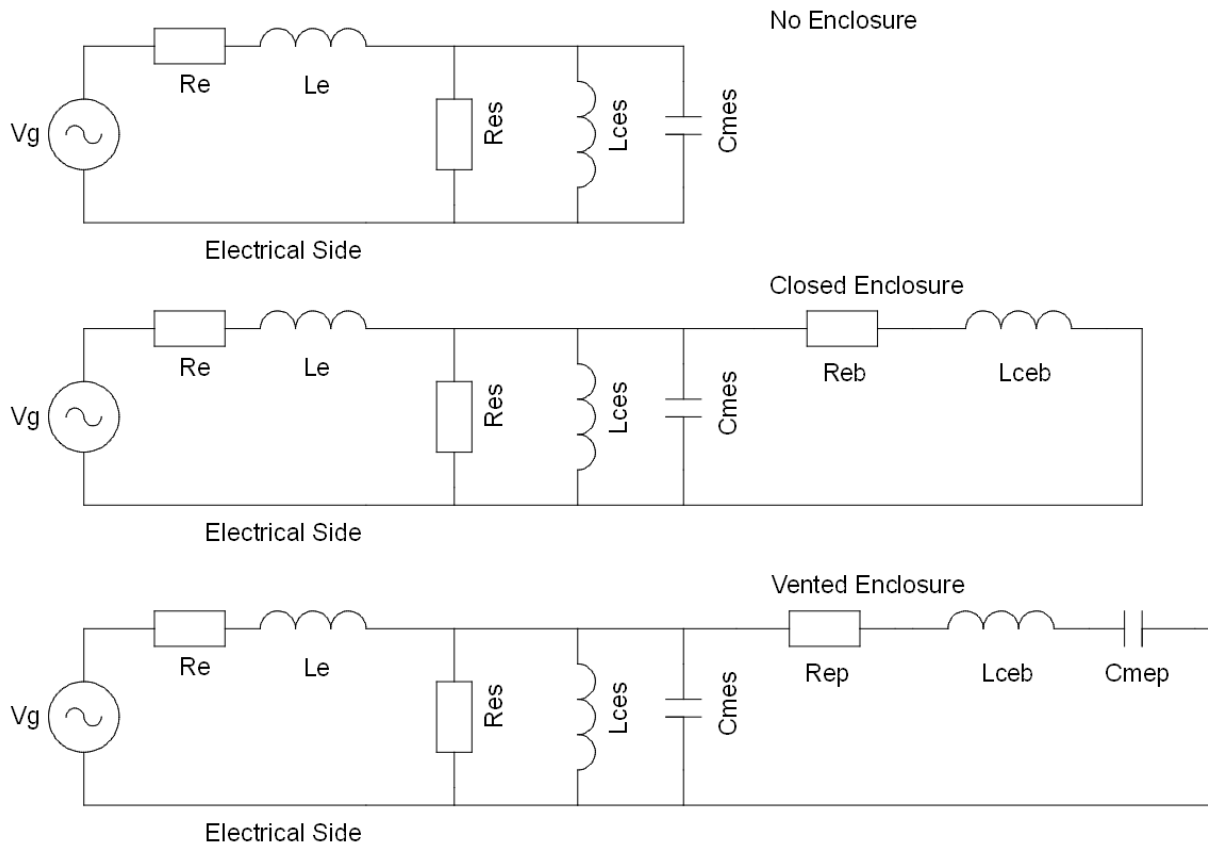 No Enclosure
Re
Le
Vg
Res
Lces
Cmes
Electrical Side
Closed Enclosure
Re
Le
Reb
Lceb
Vg
Res
Lces
Cmes
Electrical Side
Vented Enclosure
Re
Le
Rep
Lceb
Cmep
Vg
Res
Lces
Cmes
Electrical Side